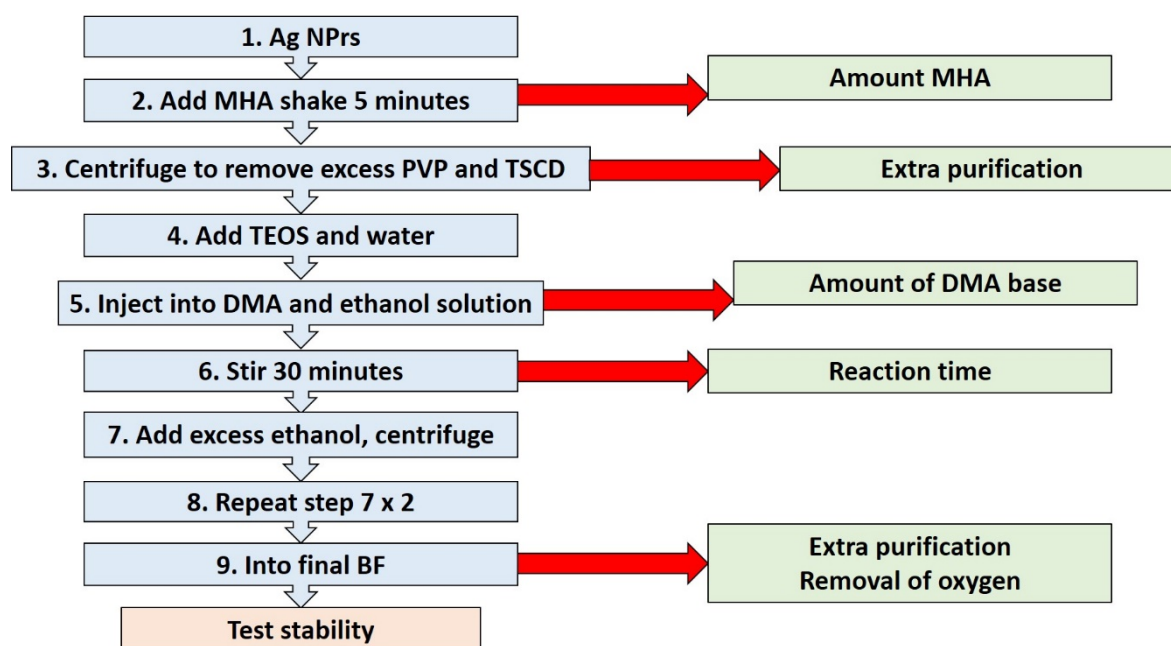 1. Ag NPrs
2. Add MHA shake 5 minutes
Amount MHA
3. Centrifuge to remove excess PVP and TSCD
Extra purification
4. Add TEOS and water
5. Inject into DMA and ethanol solution
Amount of DMA base
6. Stir 30 minutes
Reaction time
7. Add excess ethanol, centrifuge
8. Repeat step 7 x 2
9. Into final BF
Extra purification
Removal of oxygen
Test stability